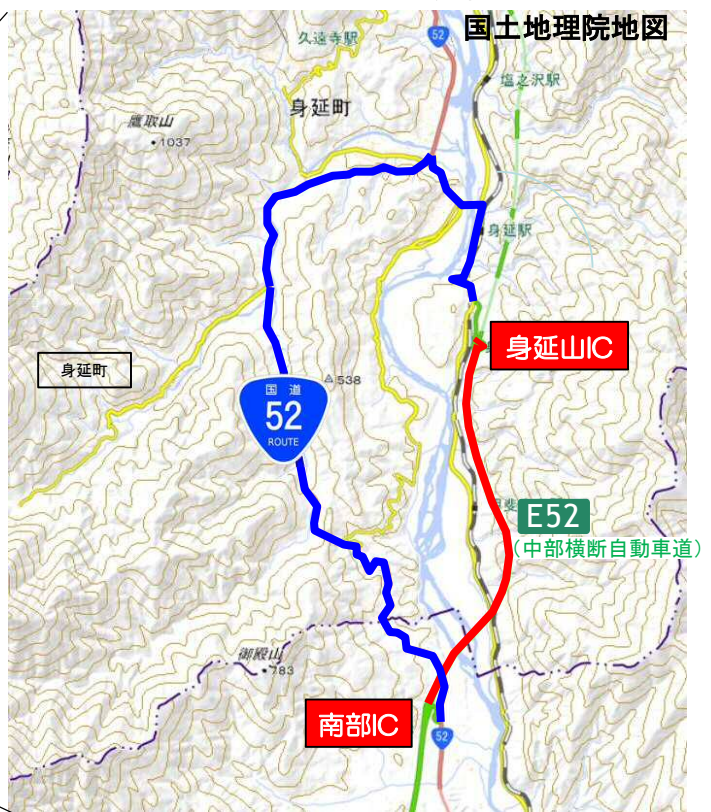 国土地理院地図
久遠寺駅
52
塩之沢駅
身延町
鷹取山
1037
身延駅
身延山IC
身延町
538
国道
52
ROUTE
E52
(中部横断自動車道)
御殿山
783
南部IC
52